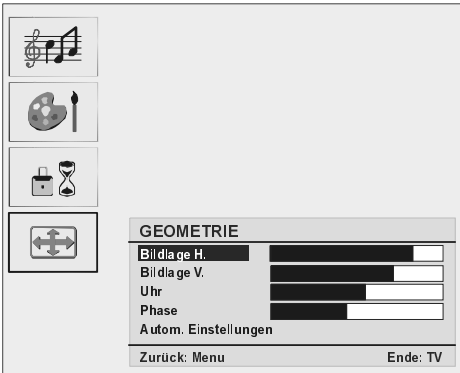 GEOMETRIE
Bildlage H.
Bildlage V.
Uhr
Phase
Autom. Einstellungen
Zurück: Menu Ende: TV